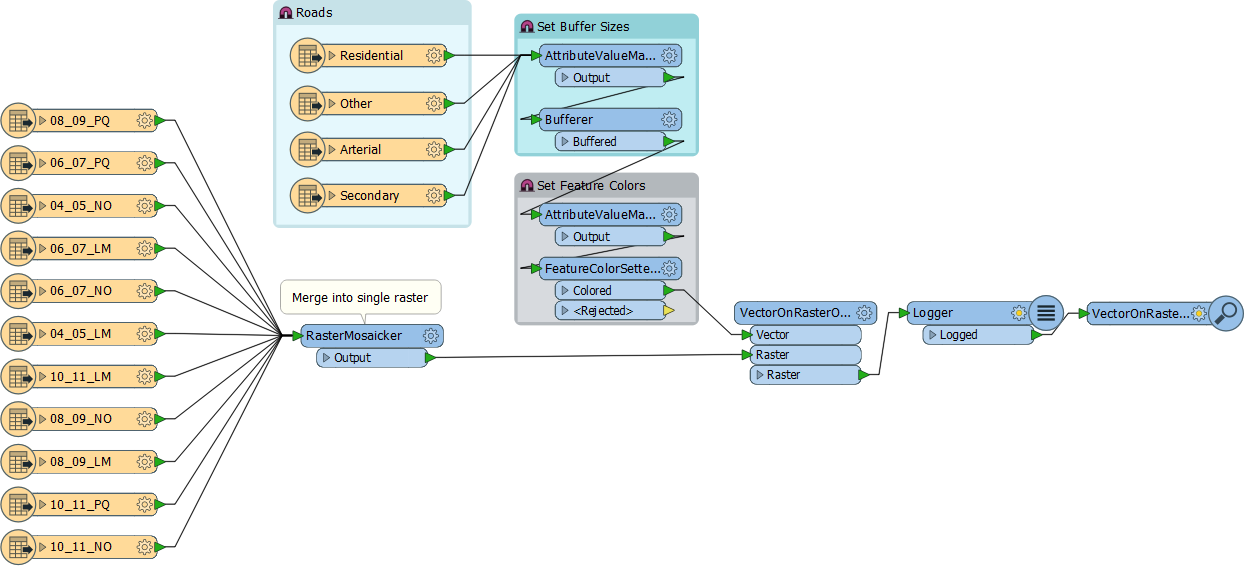 Roads
Residential
Other
Arterial
Secondary
Set Buffer Sizes
AttributeValueMa...
Output
Bufferer
Buffered
Set Feature Colors
AttributeValueMa...
Output
FeatureColorSette...
Colored
<Rejected>
08_09_PQ
06_07_PQ
04_05_NO
06_07_LM
06_07_NO
04_05_LM
10_11_LM
08_09_NO
08_09_LM
10_11_PQ
10_11_NO
Merge into single raster
RasterMosaicker
Output
VectorOnRasterO...
Vector
Raster
Raster
Logger
Logged
VectorOnRaste...